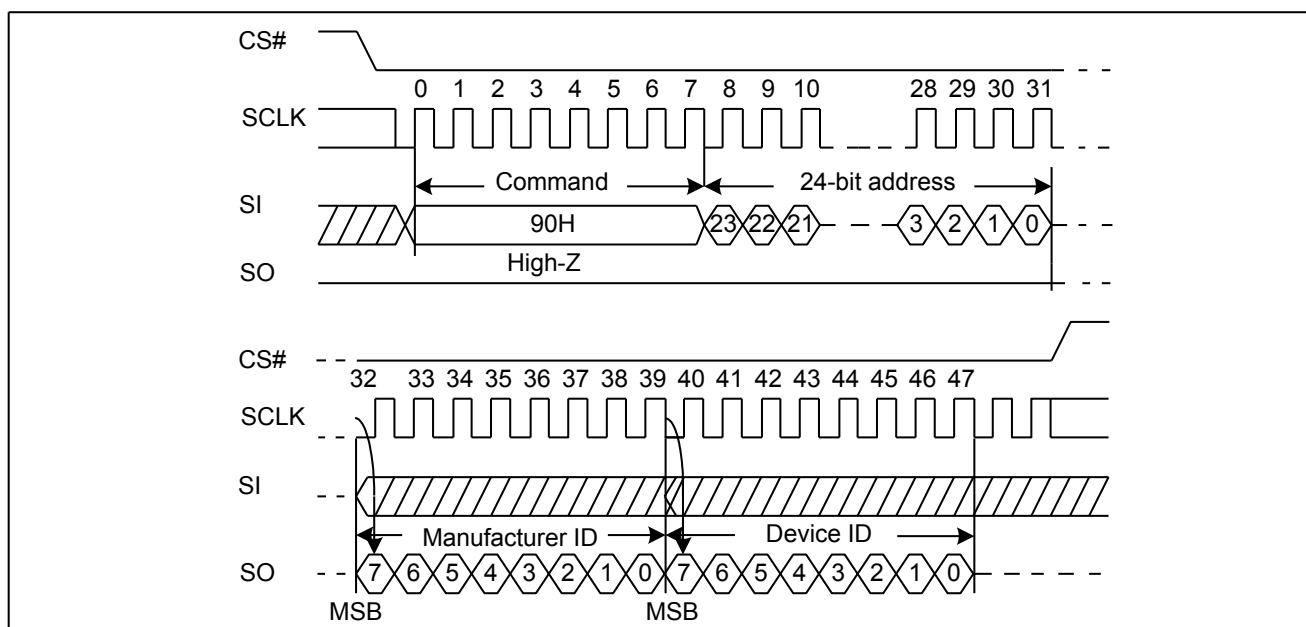 CS#
0 1 2 3 4 5 6 7 8 9 10 28 29 30 31
SCLK
Command 24-bit address
SI
90H 23 22 21 3 2 1 0
High-Z
SO
CS#
32 33 34 35 36 37 38 39 40 41 42 43 44 45 46 47
SCLK
SI
Manufacturer ID Device ID
SO 7 6 5 4 3 2 1 0 7 6 5 4 3 2 1 0
MSB MSB